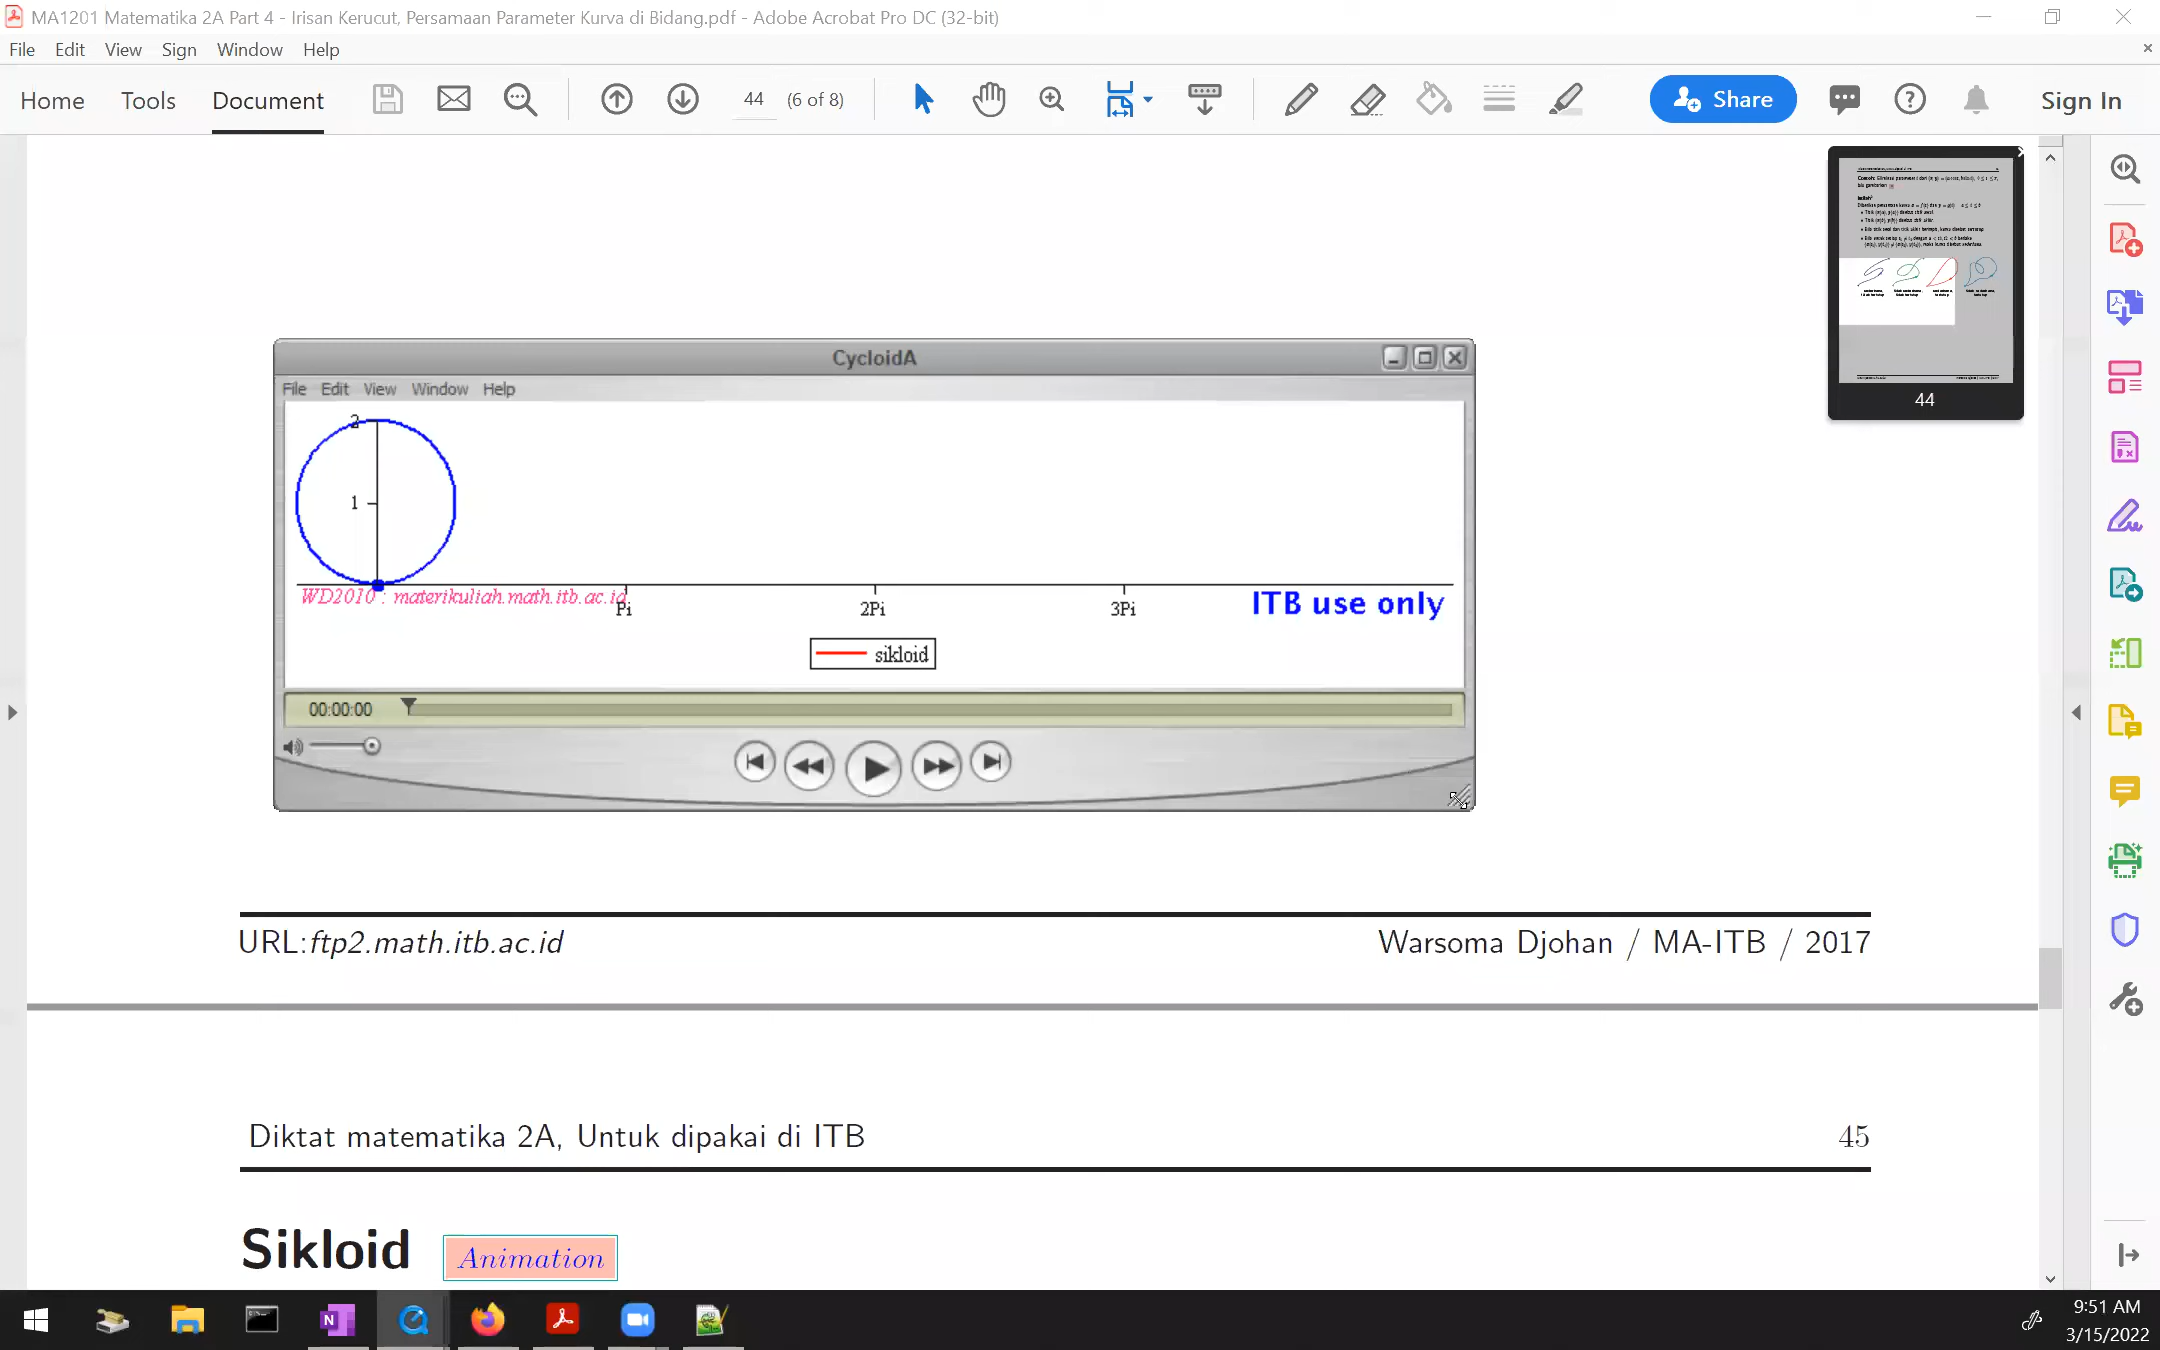 MA1201 Matematika 2A Part 4 - Irisan Kerucut, Persamaan Parameter Kurva di Bidang.pdf - Adobe Acrobat Pro DC (32-bit)
File Edit View Sign Window Help
Home Tools Document 44 (6 of 8) Share Sign In
44
CycloidA
File Edit View Window Help
2
1
WD2010 : materikuliah.math.itb.ac.id
Pi 2Pi 3Pi
ITB use only
sikloid
00:00:00
URL:ftp2.math.itb.ac.id Warsoma Djohan / MA-ITB / 2017
Diktat matematika 2A, Untuk dipakai di ITB 45
Sikloid Animation
9:51 AM
3/15/2022